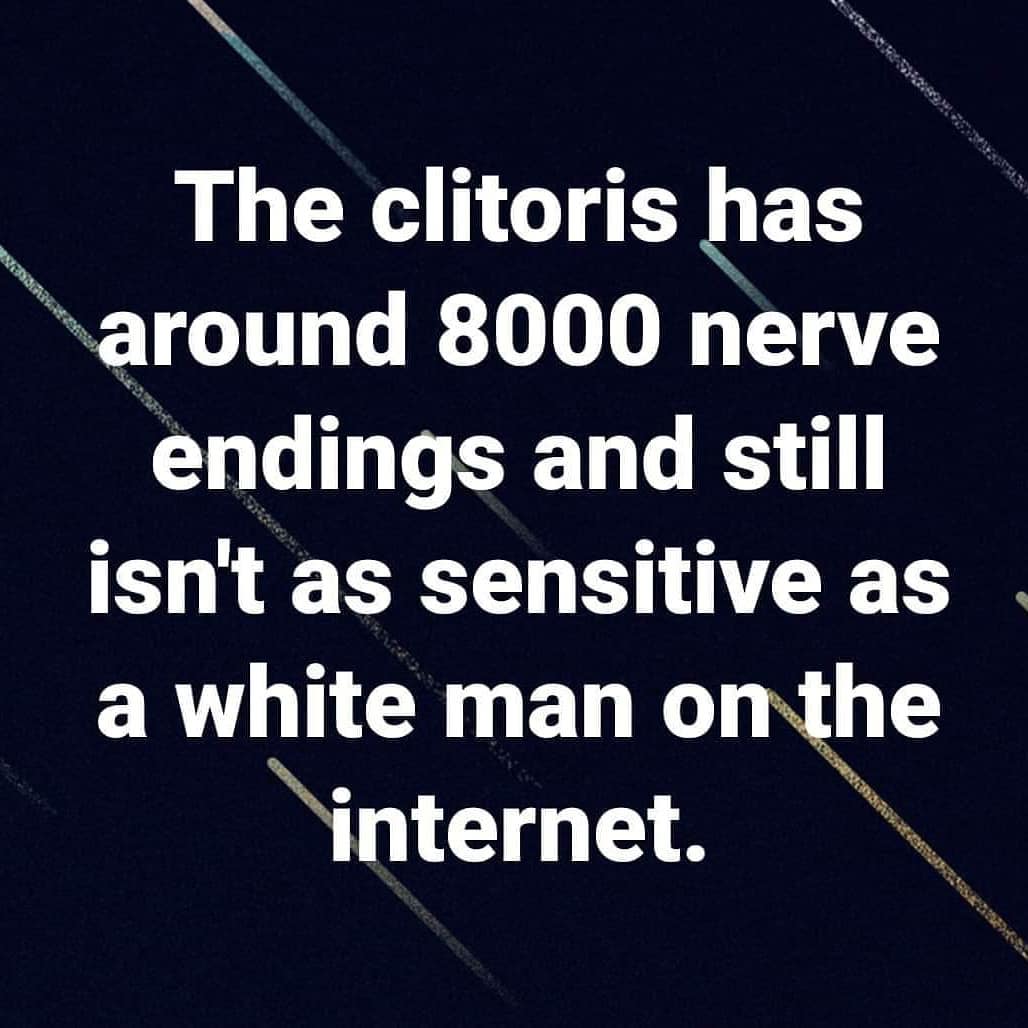 The clitoris has
around 8000 nerve
endings and still
isn't as sensitive as
a white man on the
internet.